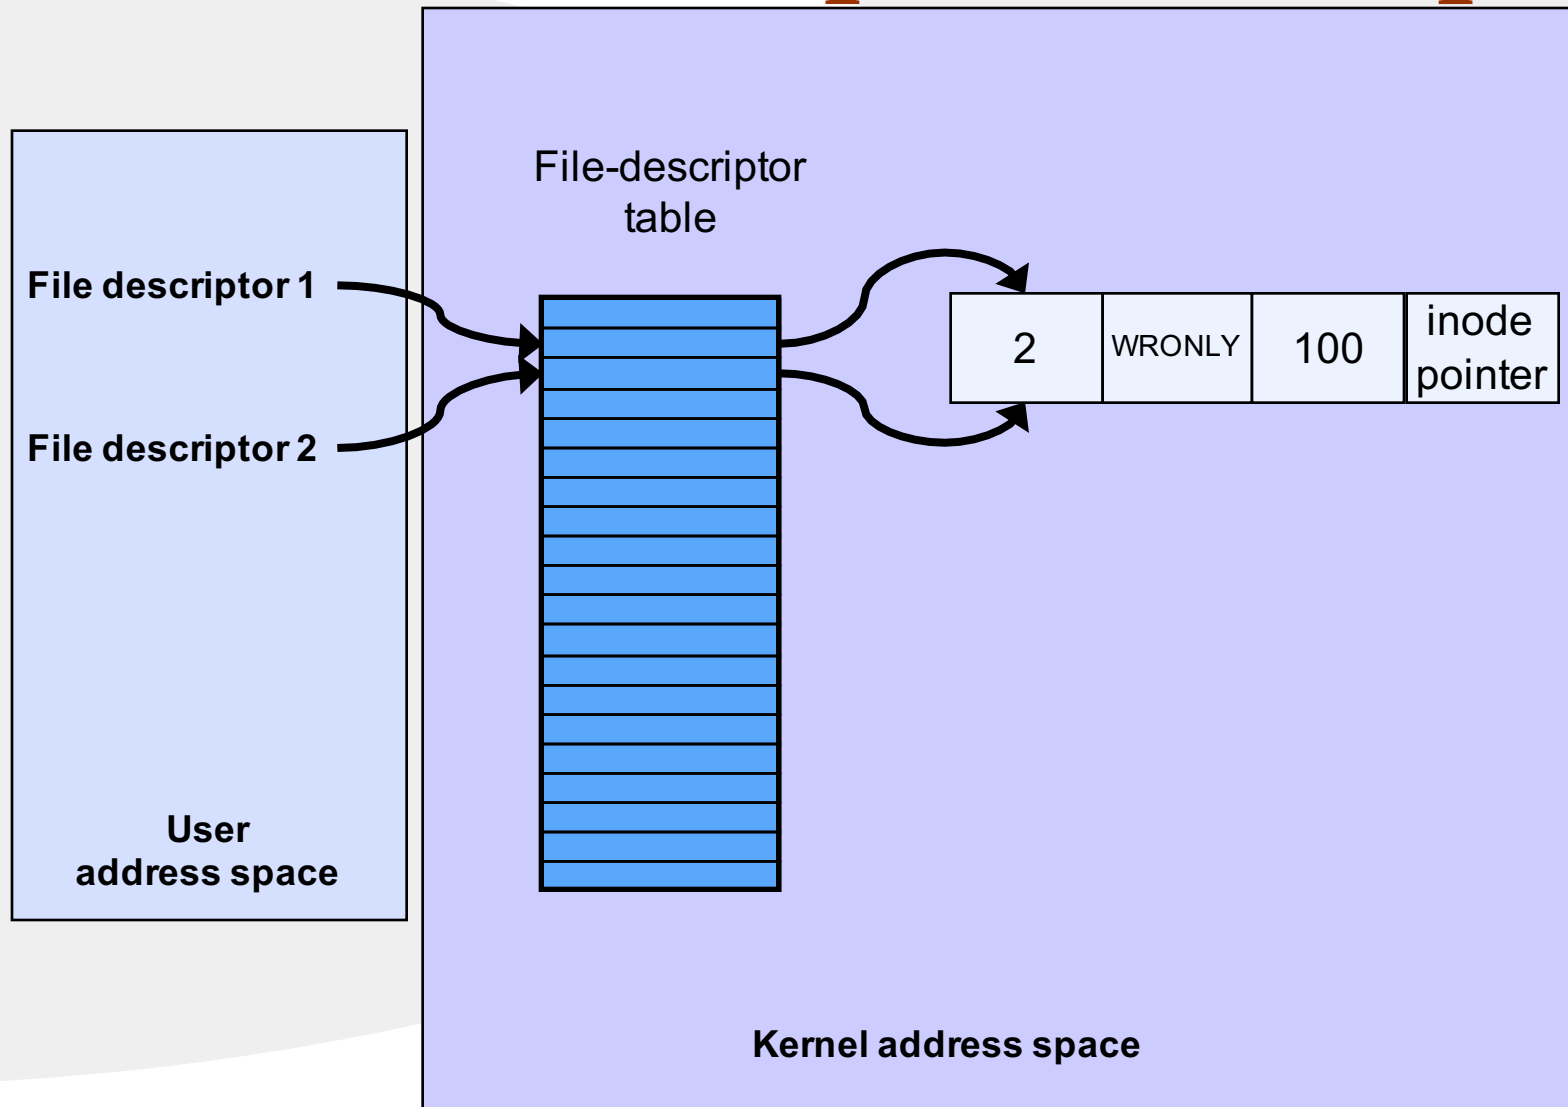 File-descriptor
table
File descriptor 1
File descriptor 2
2
WRONLY
100
inode
pointer
User
address space
Kernel address space